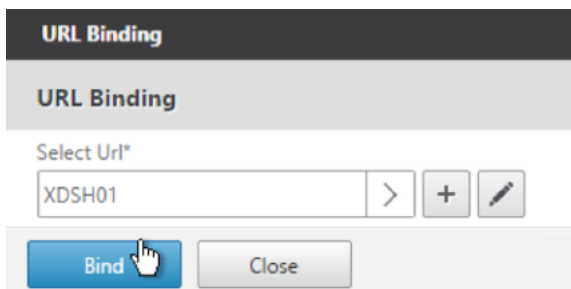 URL Binding
URL Binding
Select Url*
XDSH01
Bind
Close